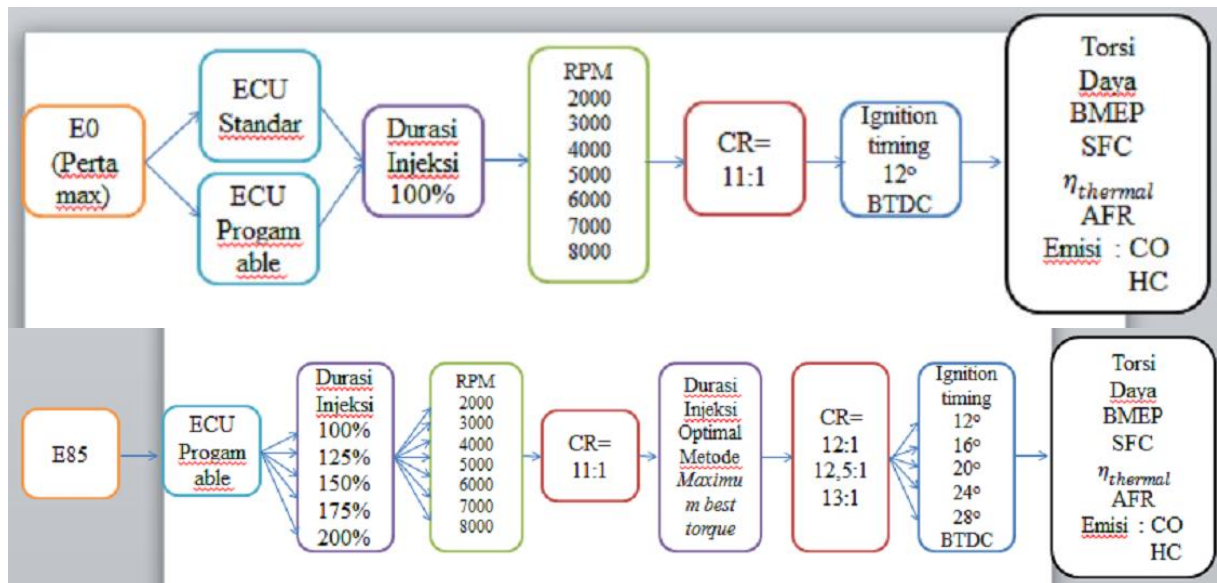 E0
(Perta
max)
ECU
Standar
ECU
Progam
able
Durasi
Injeksi
100%
RPM
2000
3000
4000
5000
6000
7000
8000
CR=
11:1
Ignition
timing
12°
BTDC
Torsi
Daya
BMEP
SFC
ηthermal
AFR
Emisi : CO
HC
E85
ECU
Progam
able
Durasi
Injeksi
100%
125%
150%
175%
200%
RPM
2000
3000
4000
5000
6000
7000
8000
CR=
11:1
Durasi
Injeksi
Optimal
Metode
Maximu
m best
torque
CR=
12:1
12,5:1
13:1
Ignition
timing
12°
16°
20°
24°
28°
BTDC
Torsi
Daya
BMEP
SFC
ηthermal
AFR
Emisi : CO
HC